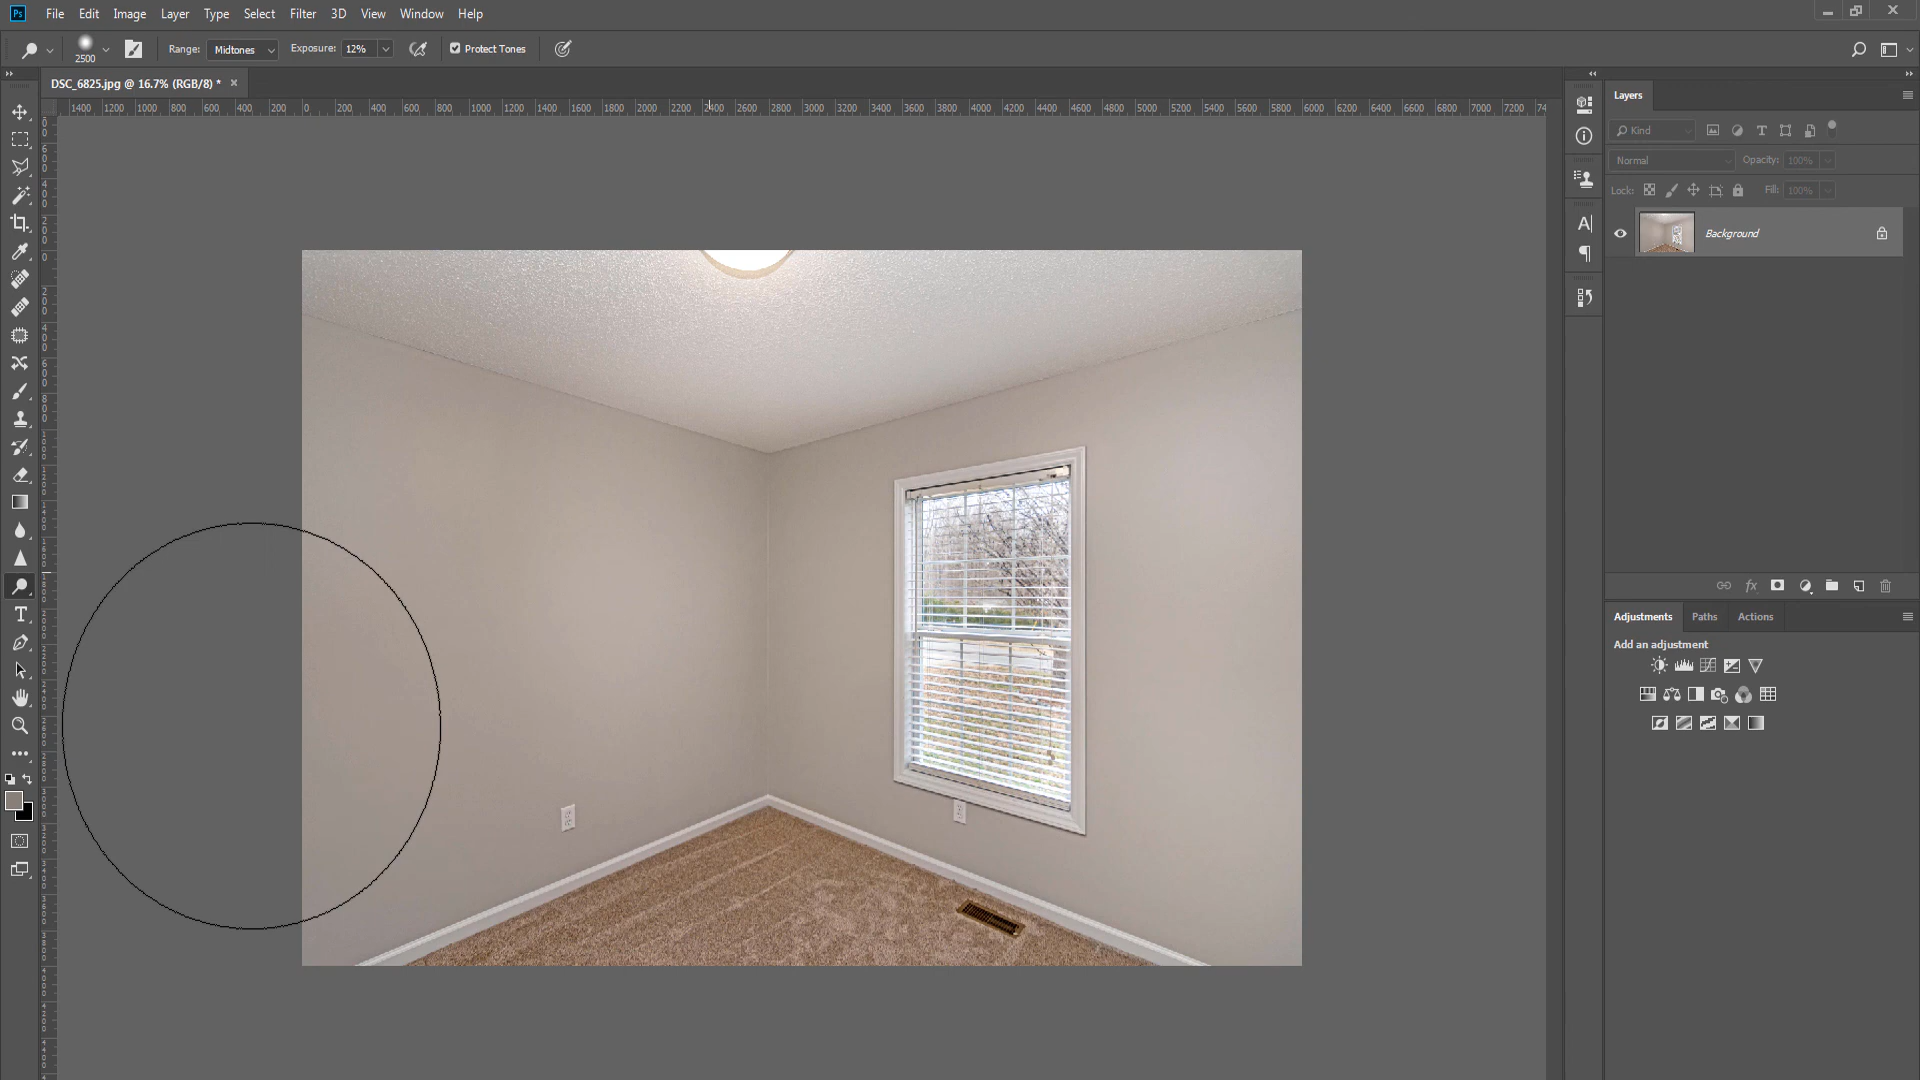 Ps File Edit Image Layer Type Select Filter 3D View Window Help
2500 Range: Midtones Exposure: 12% Protect Tones
DSC_6825.jpg @ 16.7% (RGB/8) * ×
1400 1200 1000 800 600 400 200 0 200 400 600 800 1000 1200 1400 1600 1800 2000 2200 2400 2600 2800 3000 3200 3400 3600 3800 4000 4200 4400 4600 4800 5000 5200 5400 5600 5800 6000 6200 6400 6600 6800 7000 7200
Layers
Kind
Normal Opacity: 100%
Lock: Fill: 100%
Background
fx
Adjustments Paths Actions
Add an adjustment